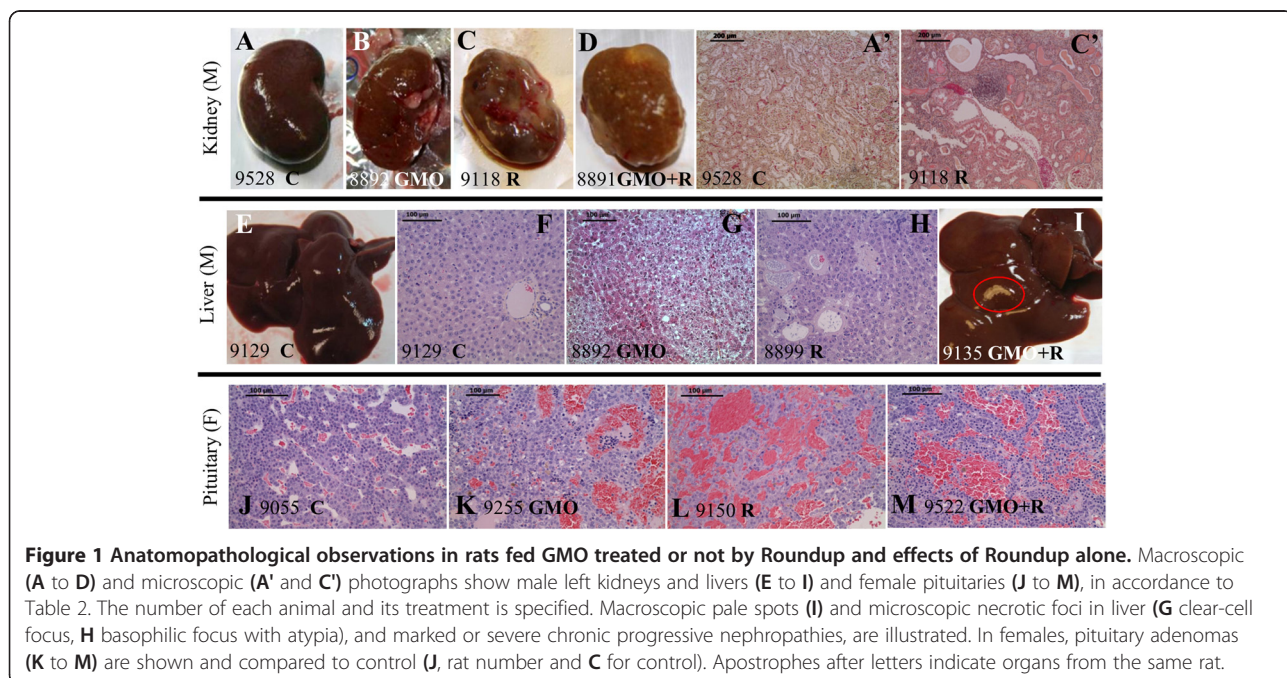 Kidney (M)
A
B
C
D
A'
C'
200 μm
200 μm
9528 C
8892 GMO
9118 R
8891GMO+R
9528 C
9118 R
Liver (M)
E
F
G
H
I
100 μm
100 μm
100 μm
9129 C
9129 C
8892 GMO
8899 R
9135 GMO+R
Pituitary (F)
100 μm
100 μm
100 μm
100 μm
J 9055 C
K 9255 GMO
L 9150 R
M 9522 GMO+R
Figure 1 Anatomopathological observations in rats fed GMO treated or not by Roundup and effects of Roundup alone. Macroscopic
(A to D) and microscopic (A' and C') photographs show male left kidneys and livers (E to I) and female pituitaries (J to M), in accordance to
Table 2. The number of each animal and its treatment is specified. Macroscopic pale spots (I) and microscopic necrotic foci in liver (G clear-cell
focus, H basophilic focus with atypia), and marked or severe chronic progressive nephropathies, are illustrated. In females, pituitary adenomas
(K to M) are shown and compared to control (J, rat number and C for control). Apostrophes after letters indicate organs from the same rat.